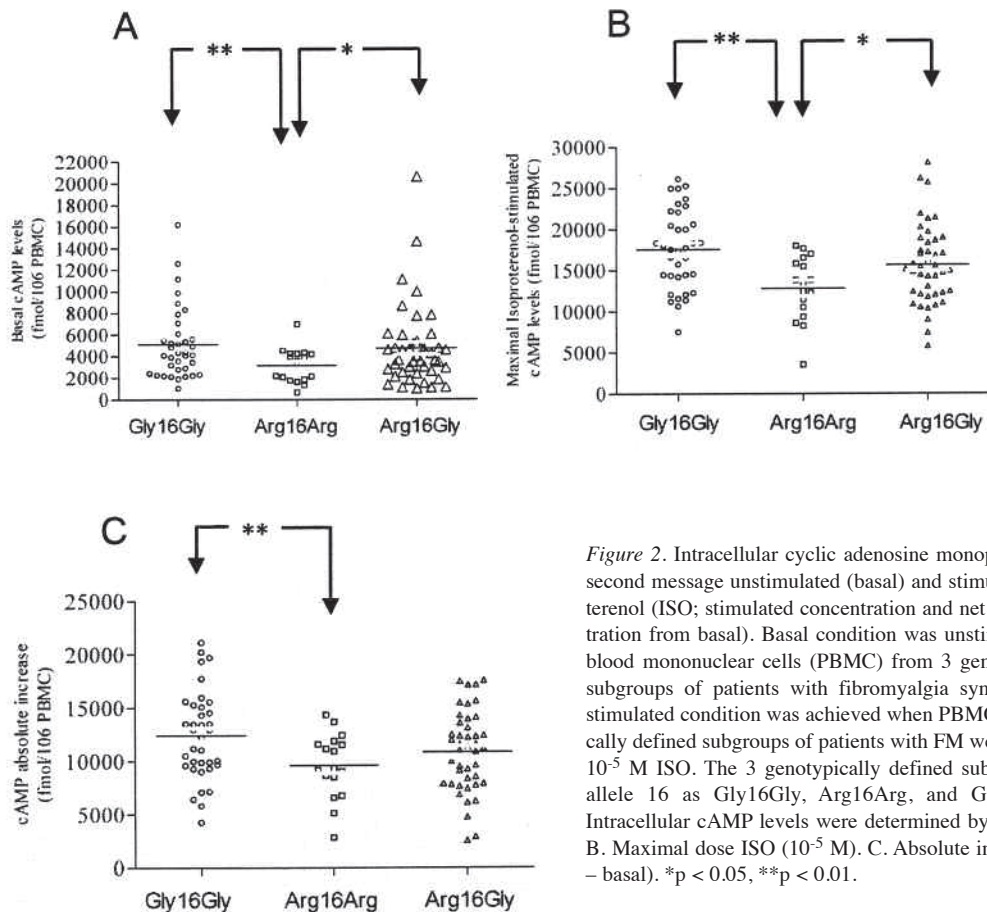 A
** *
Basal cAMP levels
(fmol/106 PBMC)
22000
20000
18000
16000
14000
12000
10000
8000
6000
4000
2000
0
Gly16Gly Arg16Arg Arg16Gly
B
** *
Maximal Isoproterenol-stimulated
cAMP levels (fmol/106 PBMC)
30000
25000
20000
15000
10000
5000
0
Gly16Gly Arg16Arg Arg16Gly
C
**
cAMP absolute increase
(fmol/106 PBMC)
25000
20000
15000
10000
5000
0
Gly16Gly Arg16Arg Arg16Gly
Figure 2. Intracellular cyclic adenosine monop
second message unstimulated (basal) and stimu
terenol (ISO; stimulated concentration and net
tration from basal). Basal condition was unstin
blood mononuclear cells (PBMC) from 3 gen
subgroups of patients with fibromyalgia syn
stimulated condition was achieved when PBMC
cally defined subgroups of patients with FM we
10-5 M ISO. The 3 genotypically defined sub
allele 16 as Gly16Gly, Arg16Arg, and G
Intracellular cAMP levels were determined by
B. Maximal dose ISO (10-5 M). C. Absolute in
– basal). *p < 0.05, **p < 0.01.